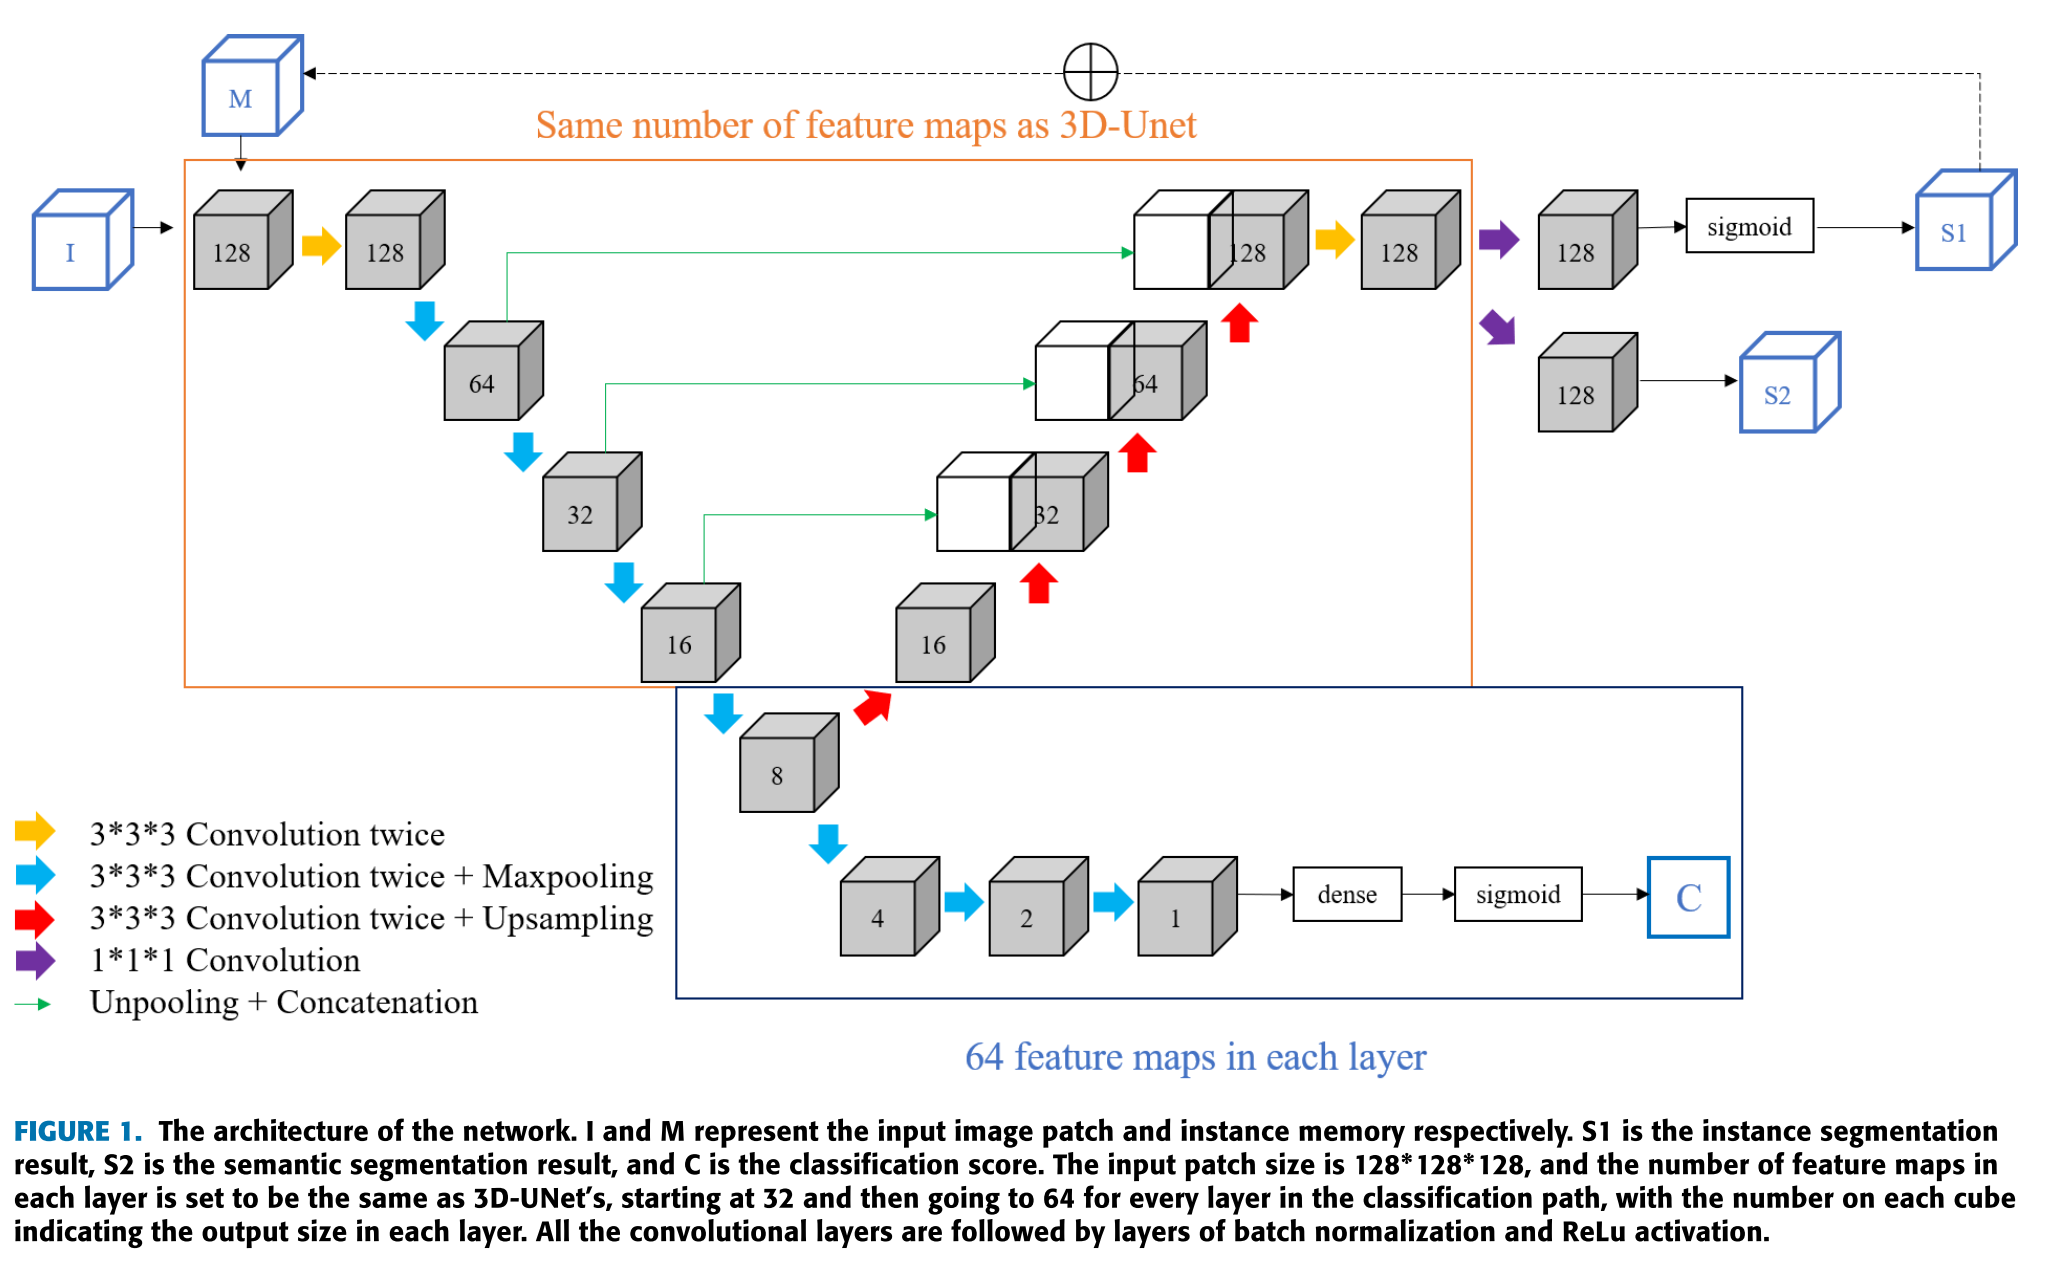 M
Same number of feature maps as 3D-Unet
I
128
128
128
128
128
sigmoid
S1
64
64
128
S2
32
32
16
16
8
4
2
1
dense
sigmoid
C
3*3*3 Convolution twice
3*3*3 Convolution twice + Maxpooling
3*3*3 Convolution twice + Upsampling
1*1*1 Convolution
Unpooling + Concatenation
64 feature maps in each layer
FIGURE 1. The architecture of the network. I and M represent the input image patch and instance memory respectively. S1 is the instance segmentation
result, S2 is the semantic segmentation result, and C is the classification score. The input patch size is 128*128*128, and the number of feature maps in
each layer is set to be the same as 3D-UNet's, starting at 32 and then going to 64 for every layer in the classification path, with the number on each cube
indicating the output size in each layer. All the convolutional layers are followed by layers of batch normalization and ReLu activation.